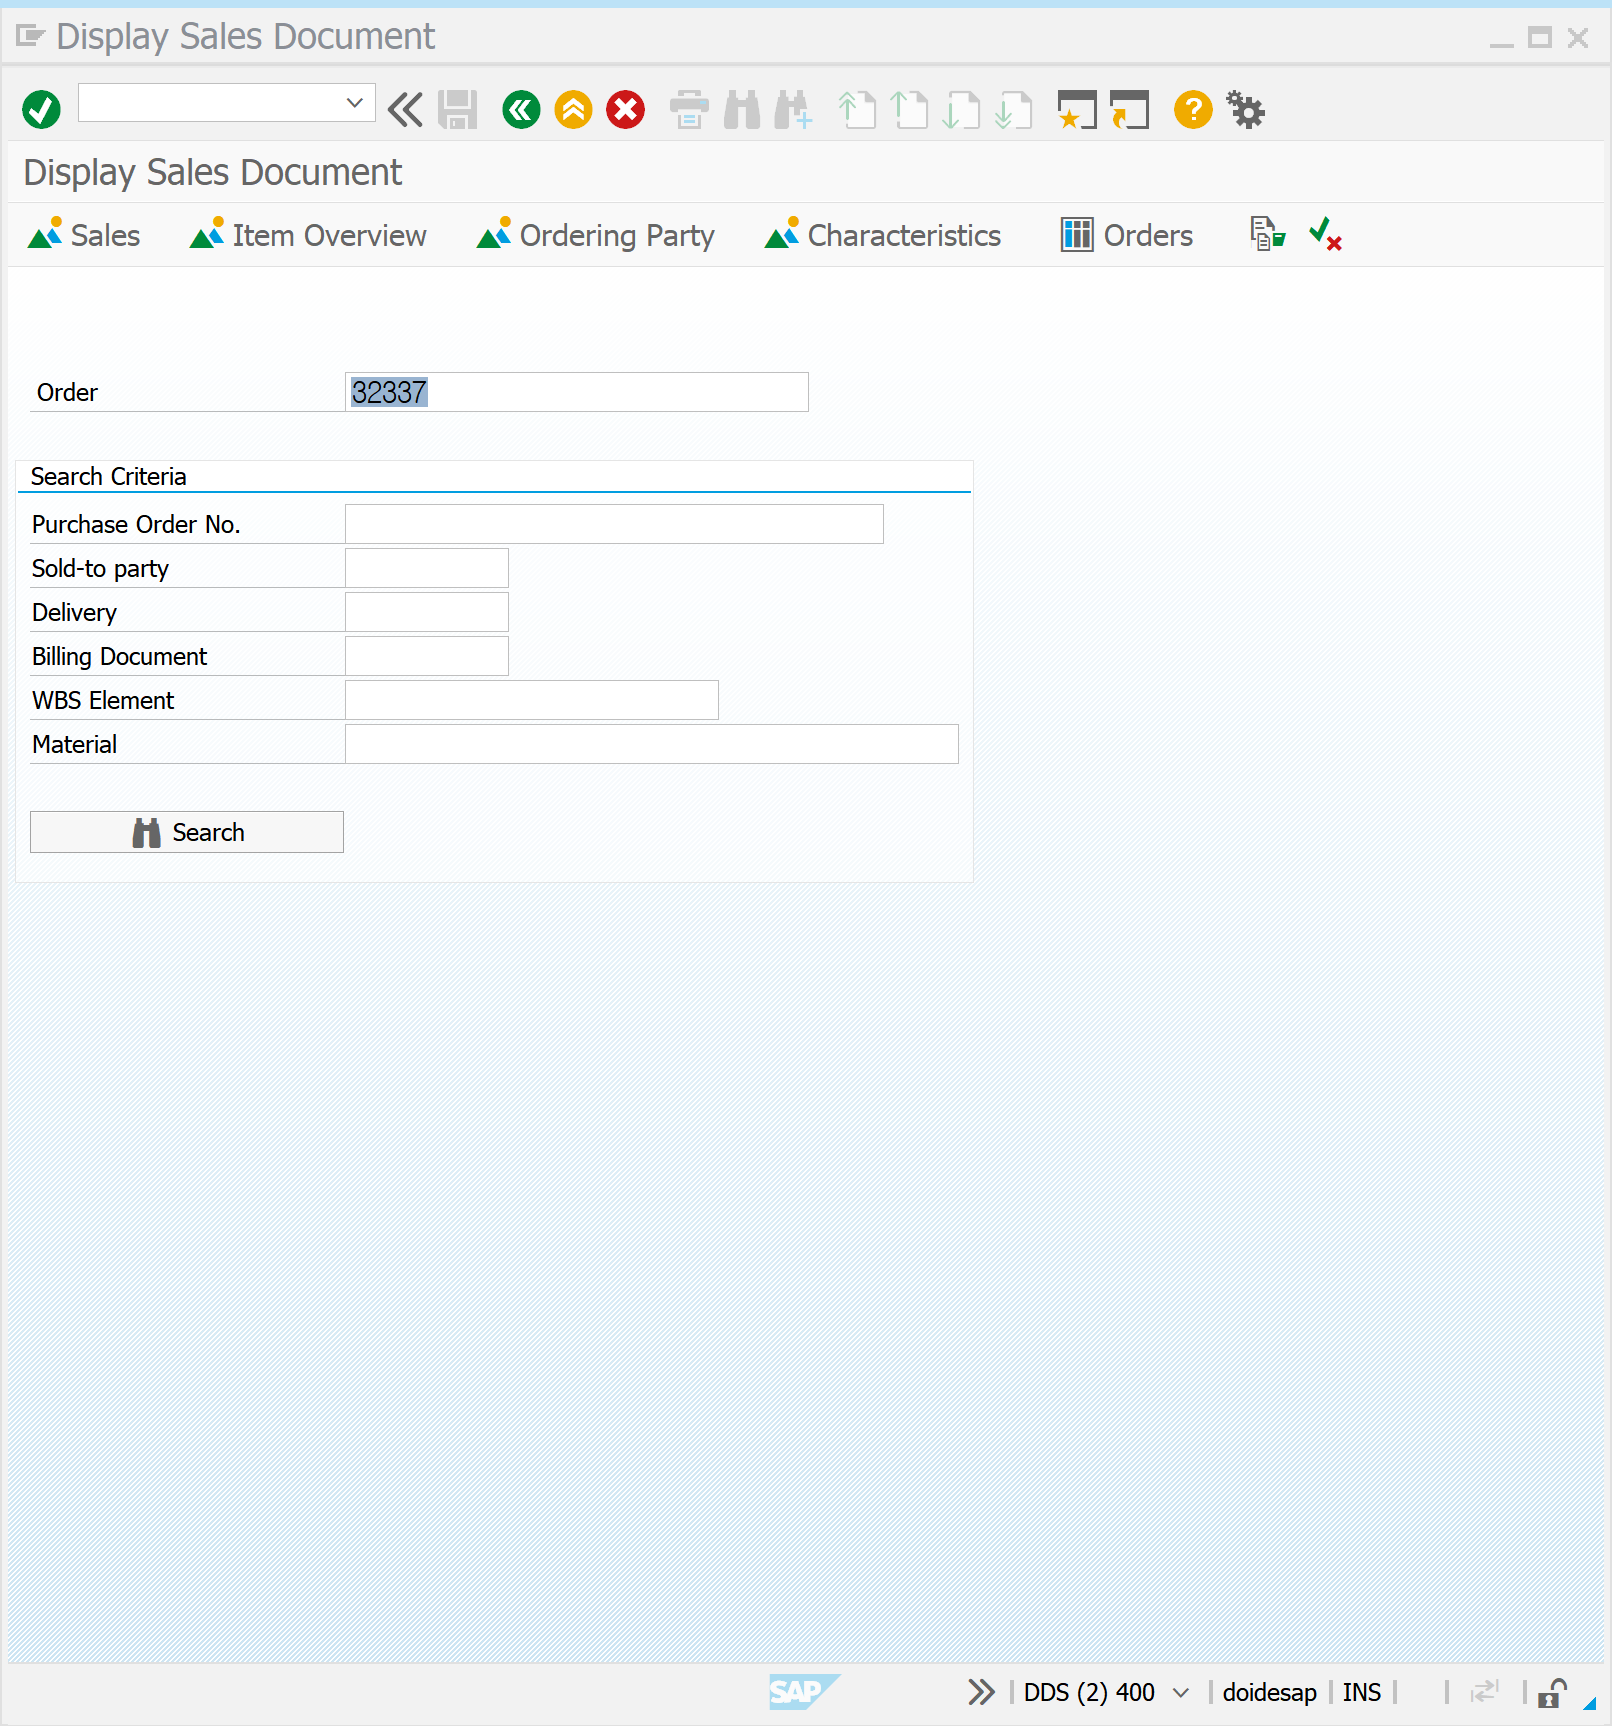 Display Sales Document
Display Sales Document
Sales Item Overview Ordering Party Characteristics Orders
Order 32337
Search Criteria
Purchase Order No.
Sold-to party
Delivery
Billing Document
WBS Element
Material
Search
SAP DDS (2) 400 doidesap INS